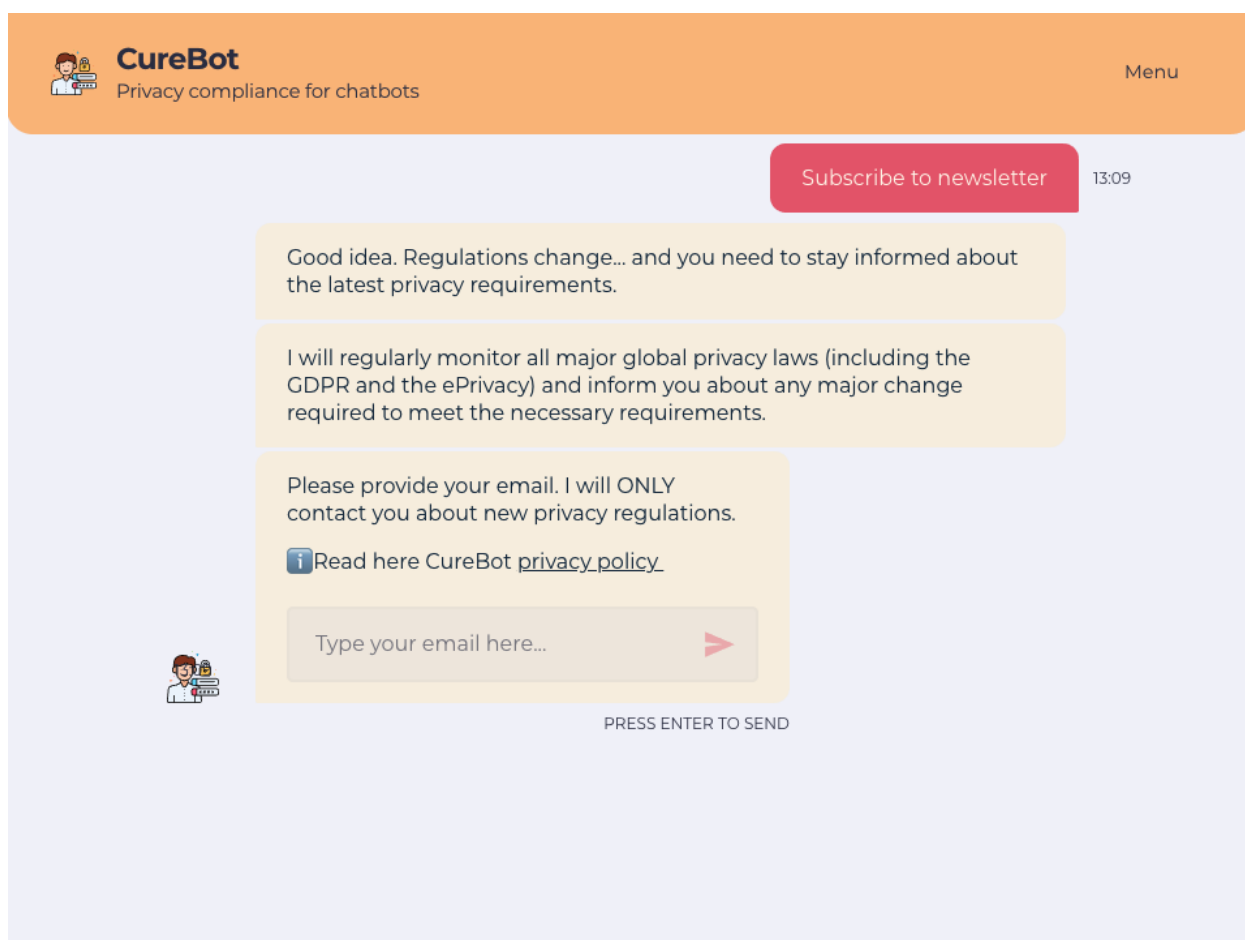 CureBot
Privacy compliance for chatbots
Menu
Subscribe to newsletter
13:09
Good idea. Regulations change... and you need to stay informed about
the latest privacy requirements.
I will regularly monitor all major global privacy laws (including the
GDPR and the ePrivacy) and inform you about any major change
required to meet the necessary requirements.
Please provide your email. I will ONLY
contact you about new privacy regulations.
ℹ️Read here CureBot privacy policy
Type your email here...
PRESS ENTER TO SEND